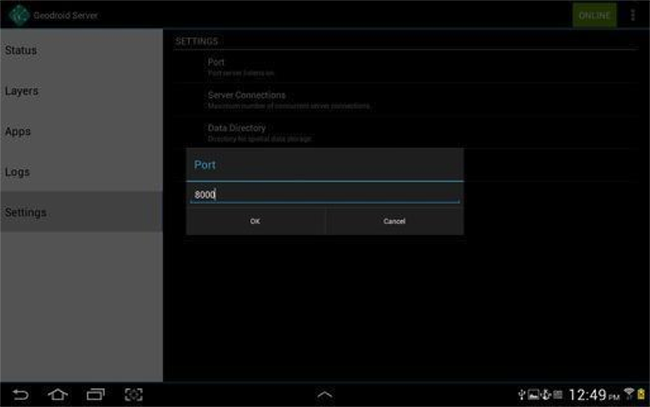 Geodroid Server
ONLINE
Status
Layers
Apps
Logs
Settings
SETTINGS
Port
Port server listens on.
Server Connections
Maximum number of concurrent server connections.
Data Directory
Directory for spatial data storage.
Port
8000
OK
Cancel
12:49 PM